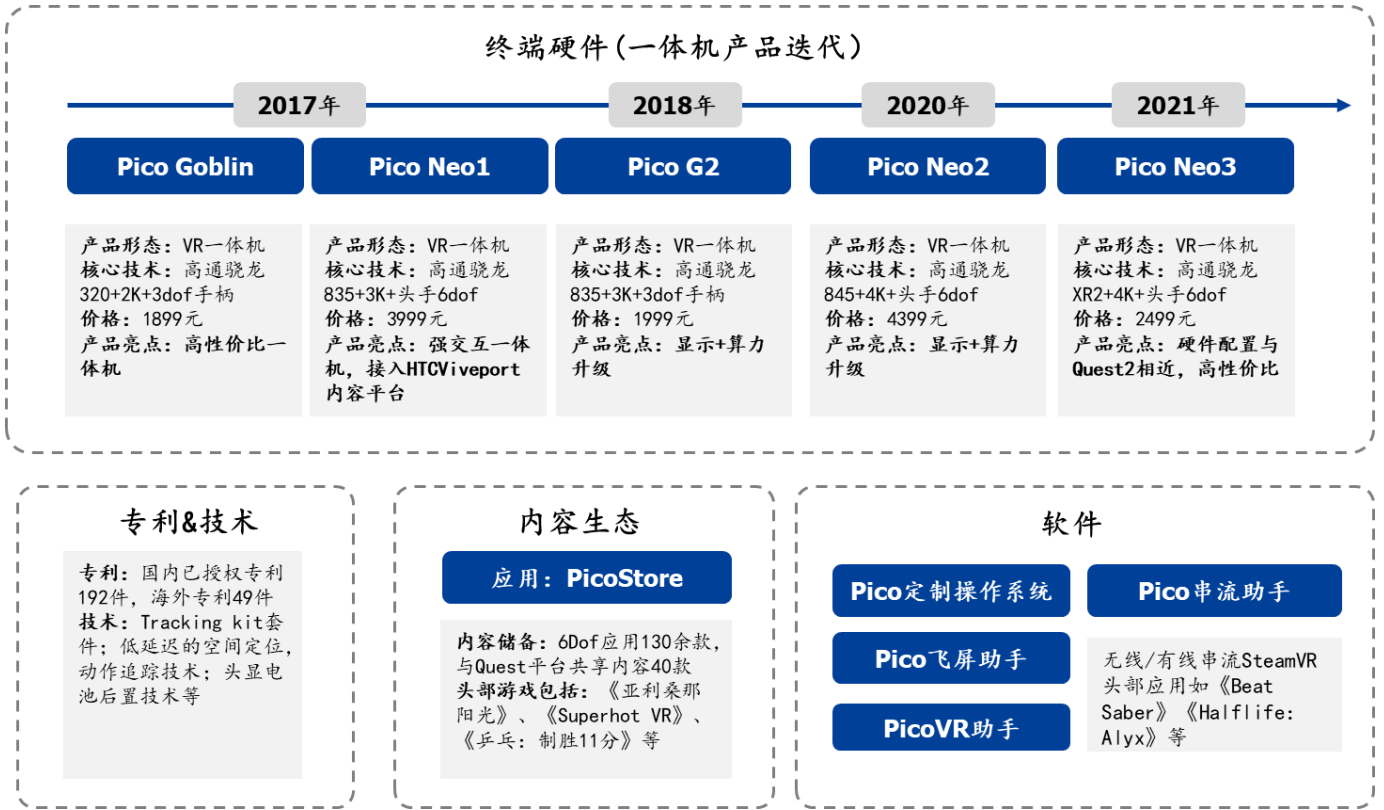 终端硬件(一体机产品迭代)
2017年
2018年
2020年
2021年
Pico Goblin
Pico Neo1
Pico G2
Pico Neo2
Pico Neo3
产品形态：VR一体机
核心技术：高通骁龙
320+2K+3dof手柄
价格：1899元
产品亮点：高性价比一
体机
产品形态：VR一体机
核心技术：高通骁龙
835+3K+头手6dof
价格：3999元
产品亮点：强交互一体
机，接入HTCViveport
内容平台
产品形态：VR一体机
核心技术：高通骁龙
835+3K+3dof手柄
价格：1999元
产品亮点：显示+算力
升级
产品形态：VR一体机
核心技术：高通骁龙
845+4K+头手6dof
价格：4399元
产品亮点：显示+算力
升级
产品形态：VR一体机
核心技术：高通骁龙
XR2+4K+头手6dof
价格：2499元
产品亮点：硬件配置与
Quest2相近，高性价比
专利&技术
专利：国内已授权专利
192件，海外专利49件
技术：Tracking kit套
件；低延迟的空间定位，
动作追踪技术；头显电
池后置技术等
内容生态
应用：PicoStore
内容储备：6Dof应用130余款，
与Quest平台共享内容40款
头部游戏包括：《亚利桑那
阳光》、《Superhot VR》、
《乒乓：制胜11分》等
软件
Pico定制操作系统
Pico飞屏助手
PicoVR助手
Pico串流助手
无线/有线串流SteamVR
头部应用如《Beat
Saber》《Halflife：
Alyx》等